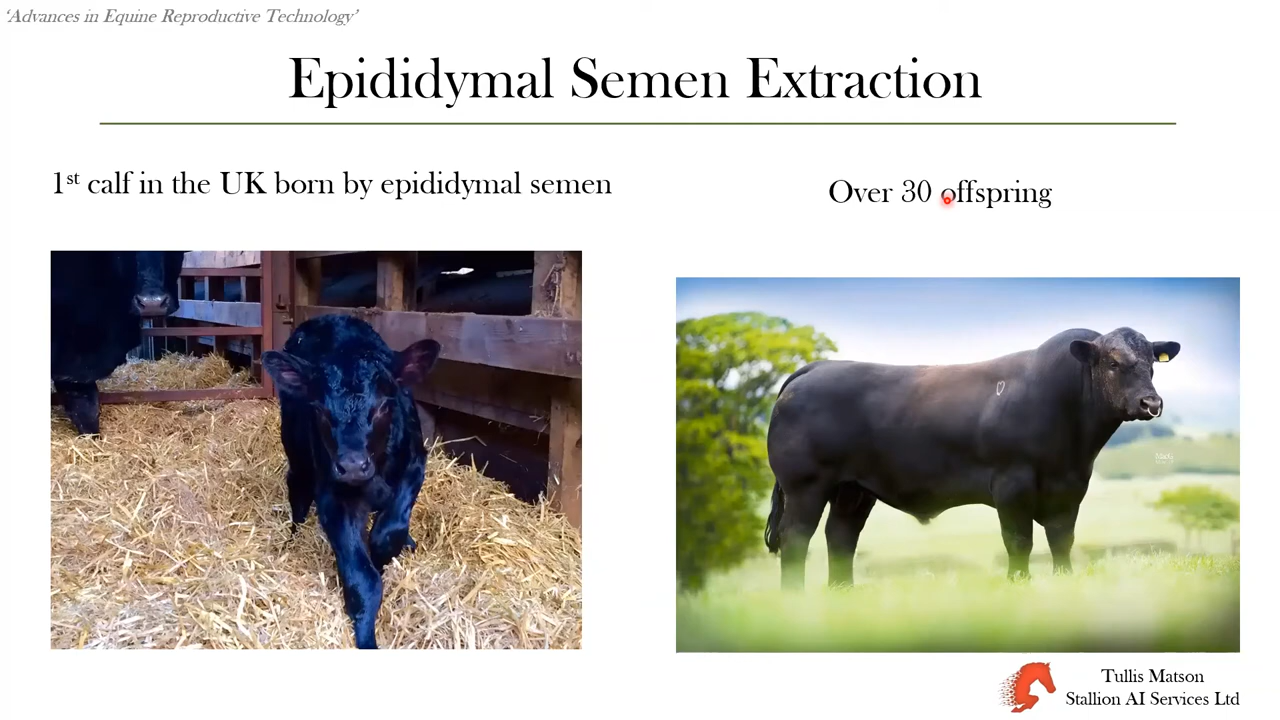 ‘Advances in Equine Reproductive Technology’
Epididymal Semen Extraction
1st calf in the UK born by epididymal semen
Over 30 offspring
Tullis Matson
Stallion AI Services Ltd